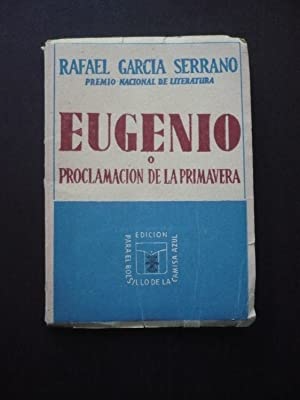 RAFAEL GARCIA SERRANO
PREMIO NACIONAL DE LITERATURA
EUGENIO
O
PROCLAMACION DE LA PRIMAVERA
EDICION
PARA EL BOLSILLO DE LA CAMISA AZUL